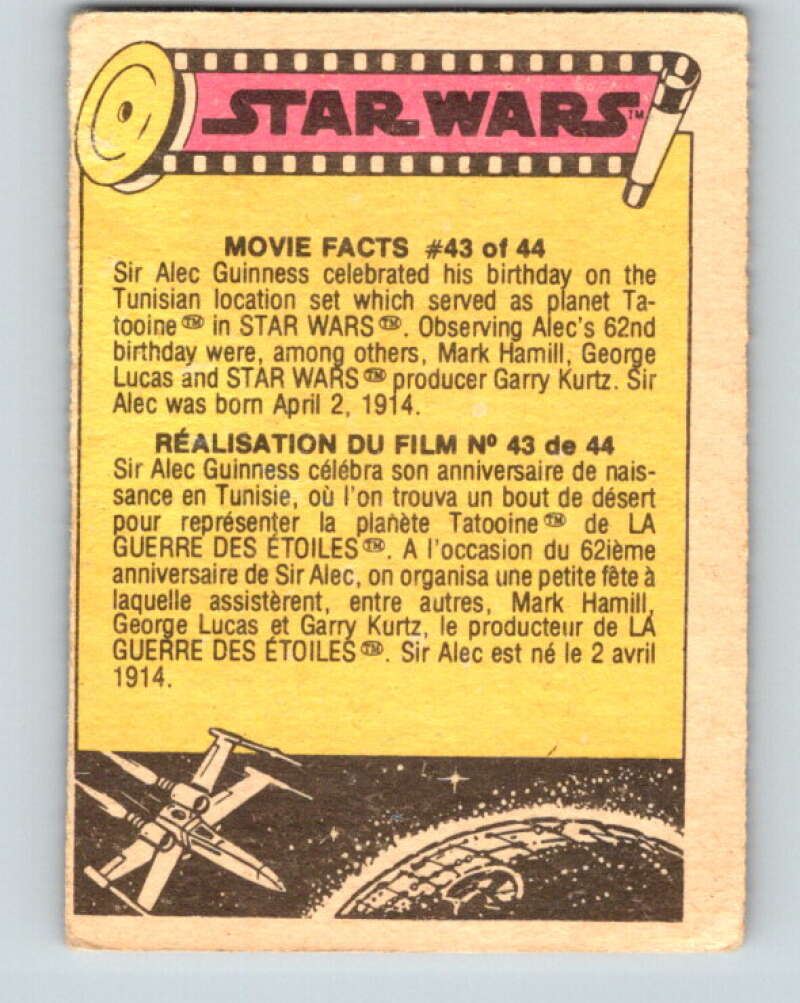 STAR WARS™
MOVIE FACTS #43 of 44
Sir Alec Guinness celebrated his birthday on the
Tunisian location set which served as planet Ta-
tooine™ in STAR WARS™. Observing Alec's 62nd
birthday were, among others, Mark Hamill, George
Lucas and STAR WARS™ producer Garry Kurtz. Sir
Alec was born April 2, 1914.
RÉALISATION DU FILM Nº 43 de 44
Sir Alec Guinness célébra son anniversaire de nais-
sance en Tunisie, où l'on trouva un bout de désert
pour représenter la planète Tatooine™ de LA
GUERRE DES ÉTOILES™. A l'occasion du 62ième
anniversaire de Sir Alec, on organisa une petite fête à
laquelle assistèrent, entre autres, Mark Hamill,
George Lucas et Garry Kurtz, le producteur de LA
GUERRE DES ÉTOILES™. Sir Alec est né le 2 avril
1914.